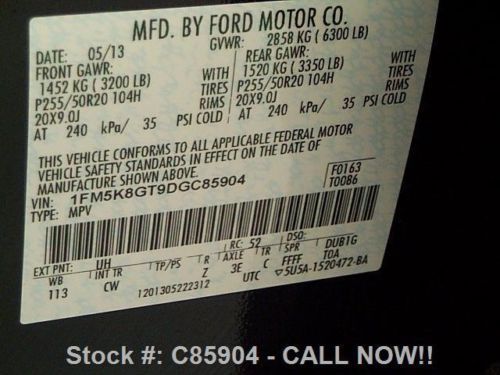 MFD. BY FORD MOTOR CO.
DATE: 05/13 GVWR: 2858 KG ( 6300 LB)
FRONT GAWR: REAR GAWR:
1452 KG ( 3200 LB) WITH 1520 KG ( 3350 LB) WITH
P255/50R20 104H TIRES P255/50R20 104H TIRES
20X9.0J RIMS 20X9.0J RIMS
AT 240 kPa/ 35 PSI COLD AT 240 kPa/ 35 PSI COLD
THIS VEHICLE CONFORMS TO ALL APPLICABLE FEDERAL MOTOR
VEHICLE SAFETY STANDARDS IN EFFECT ON THE DATE OF
MANUFACTURE SHOWN ABOVE.
VIN: 1FM5K8GT9DGC85904 F0163
TYPE: MPV T0086
EXT PNT: UH RC: 52 DSO:
WB INT TR TP/PS R AXLE TR SPR DUB1G
113 CW Z 3E C FFFF TOA
1201305222312 UTC 5U5A-1520472-BA
Stock #: C85904 - CALL NOW!!